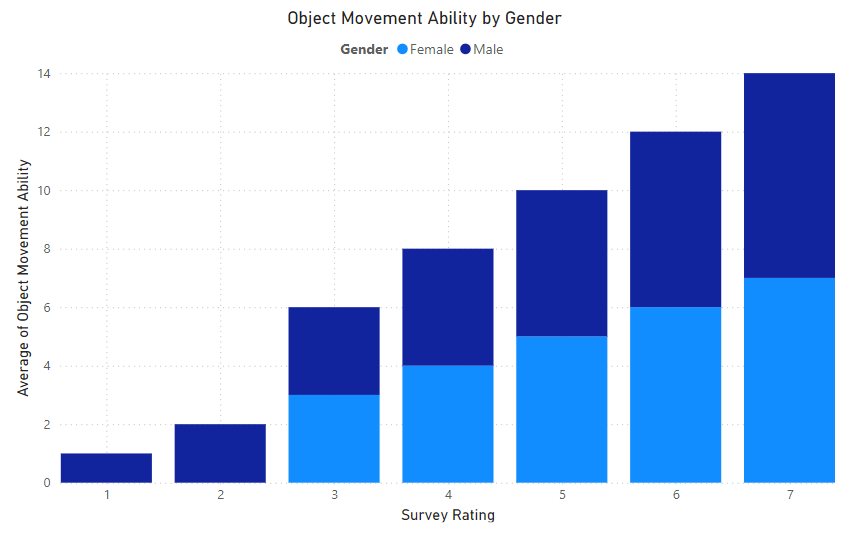 Object Movement Ability by Gender
Gender Female Male
Average of Object Movement Ability
14
12
10
8
6
4
2
0
1 2 3 4 5 6 7
Survey Rating